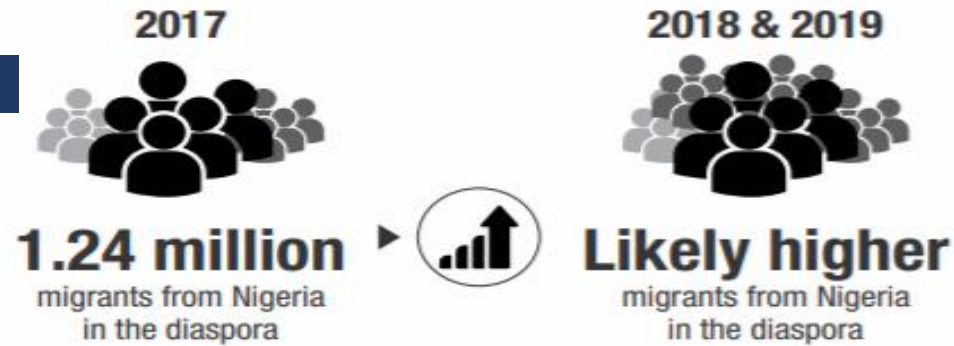 2017
1.24 million
migrants from Nigeria
in the diaspora
2018 & 2019
Likely higher
migrants from Nigeria
in the diaspora